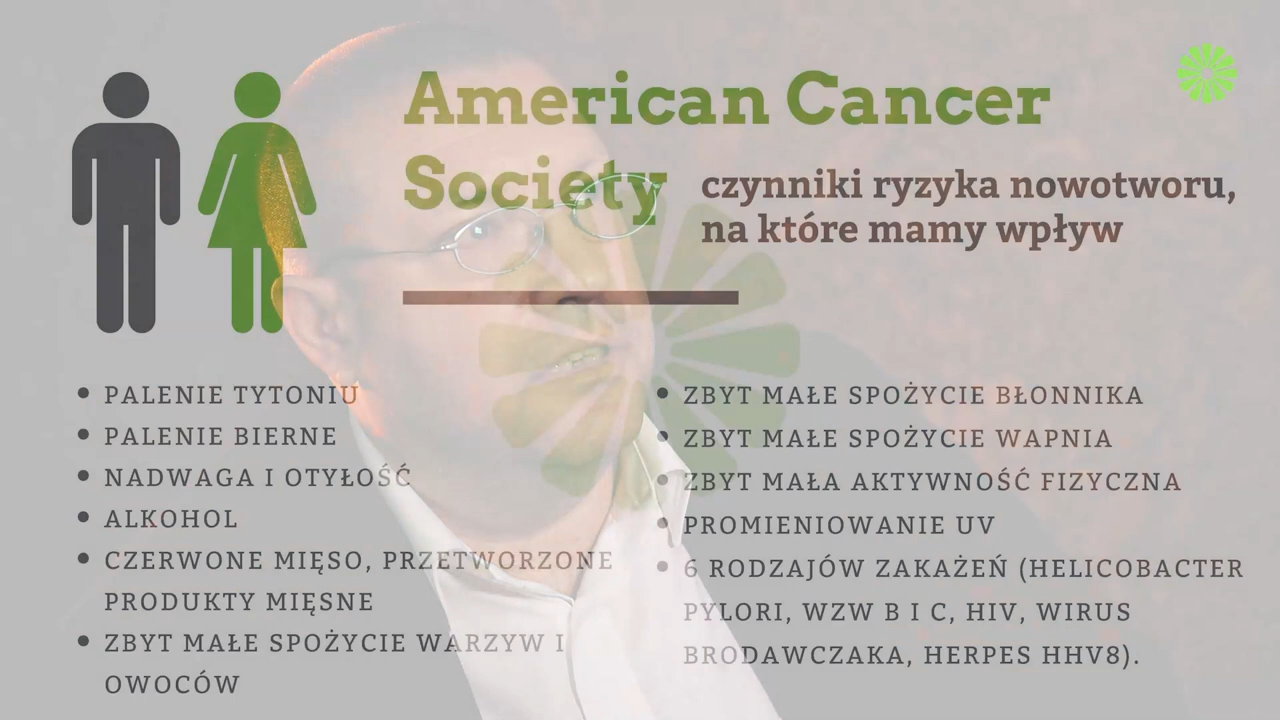 American Cancer
Society
czynniki ryzyka nowotworu,
na które mamy wpływ
PALENIE TYTONIU
PALENIE BIERNE
NADWAGA I OTYŁOŚĆ
ALKOHOL
CZERWONE MIĘSO, PRZETWORZONE
PRODUKTY MIĘSNE
ZBYT MAŁE SPOŻYCIE WARZYW I
OWOCÓW
ZBYT MAŁE SPOŻYCIE BŁONNIKA
ZBYT MAŁE SPOŻYCIE WAPNIA
ZBYT MAŁA AKTYWNOŚĆ FIZYCZNA
PROMIENIOWANIE UV
6 RODZAJÓW ZAKAŻEŃ (HELICOBACTER
PYLORI, WZW B I C, HIV, WIRUS
BRODAWCZAKA, HERPES HHV8).